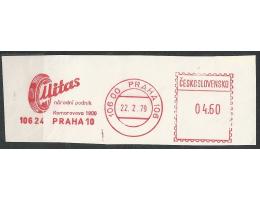 Mitas
národní podnik
Komarovova 1900
106 24 PRAHA 10
106 00 PRAHA 106
22. 2. 79
ČESKOSLOVENSKO
04.60